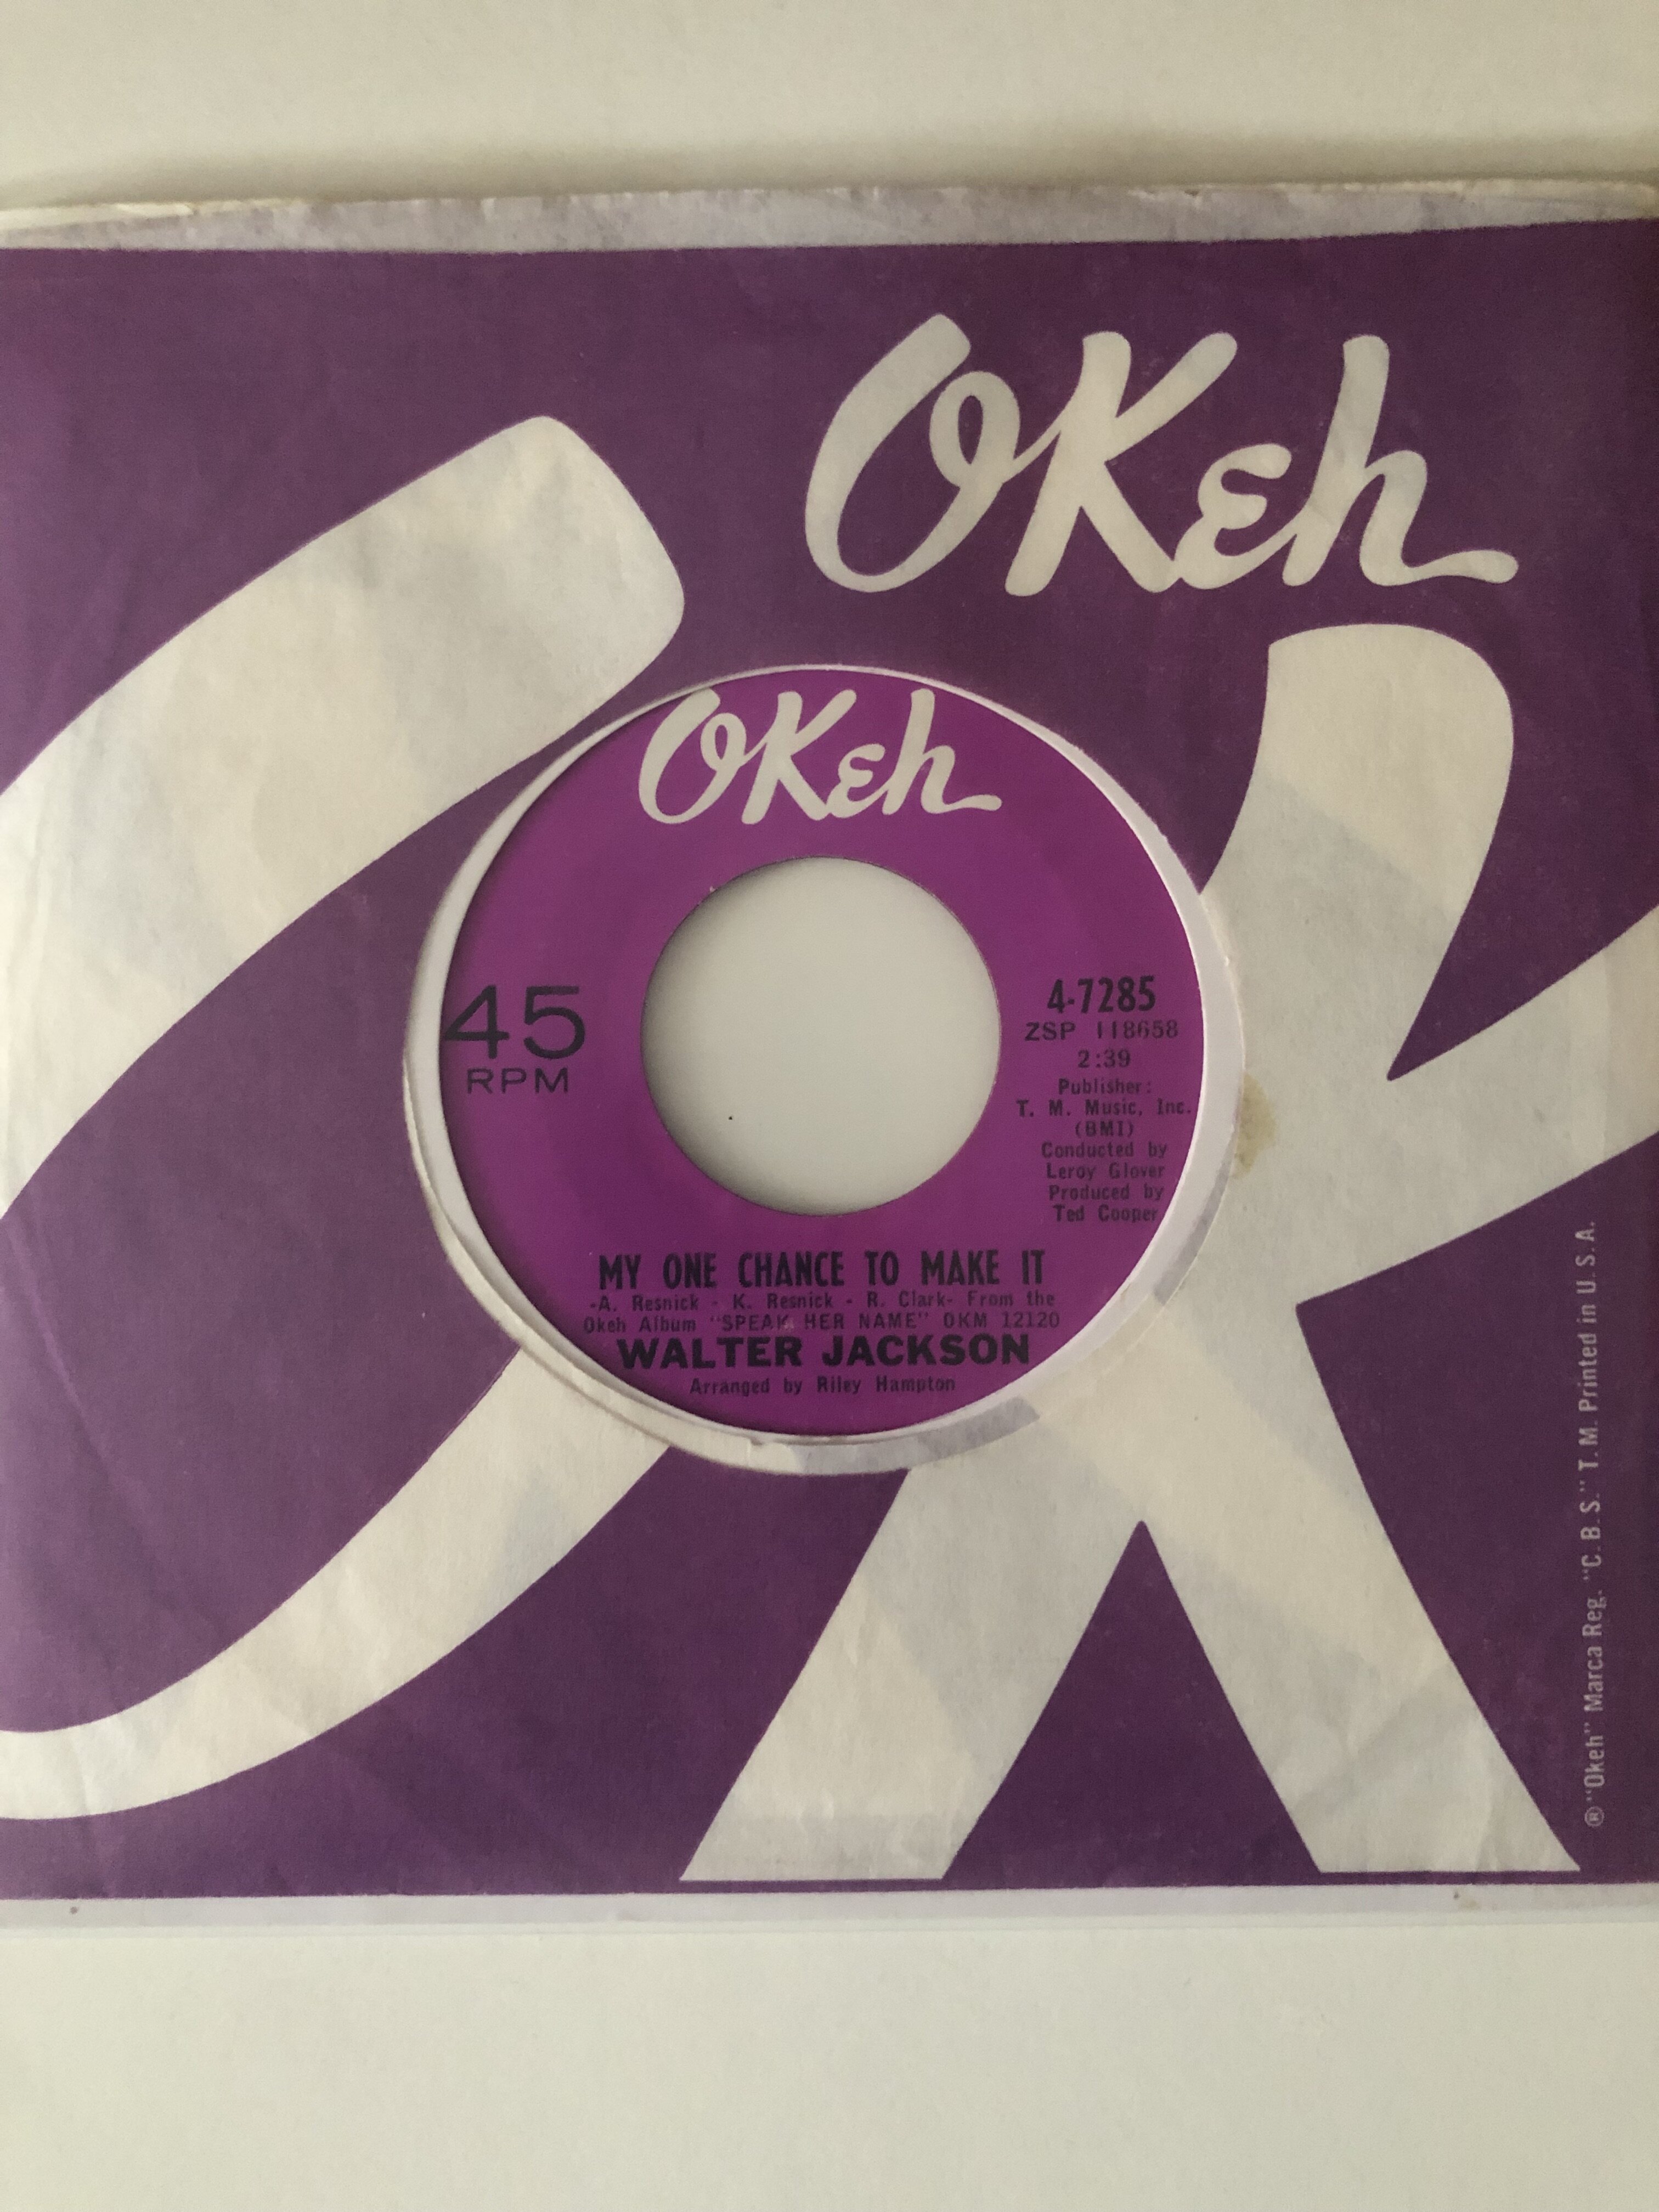 OKeh
OKeh
45
RPM
4-7285
ZSP 118658
2:39
Publisher:
T. M. Music, Inc.
(BMI)
Conducted by
Leroy Glover
Produced by
Ted Cooper
MY ONE CHANCE TO MAKE IT
-A. Resnick - K. Resnick - R. Clark- From the
Okeh Album "SPEAK HER NAME" OKM 12120
WALTER JACKSON
Arranged by Riley Hampton
® "Okeh" Marca Reg. "C.B.S." T.M. Printed in U.S.A.